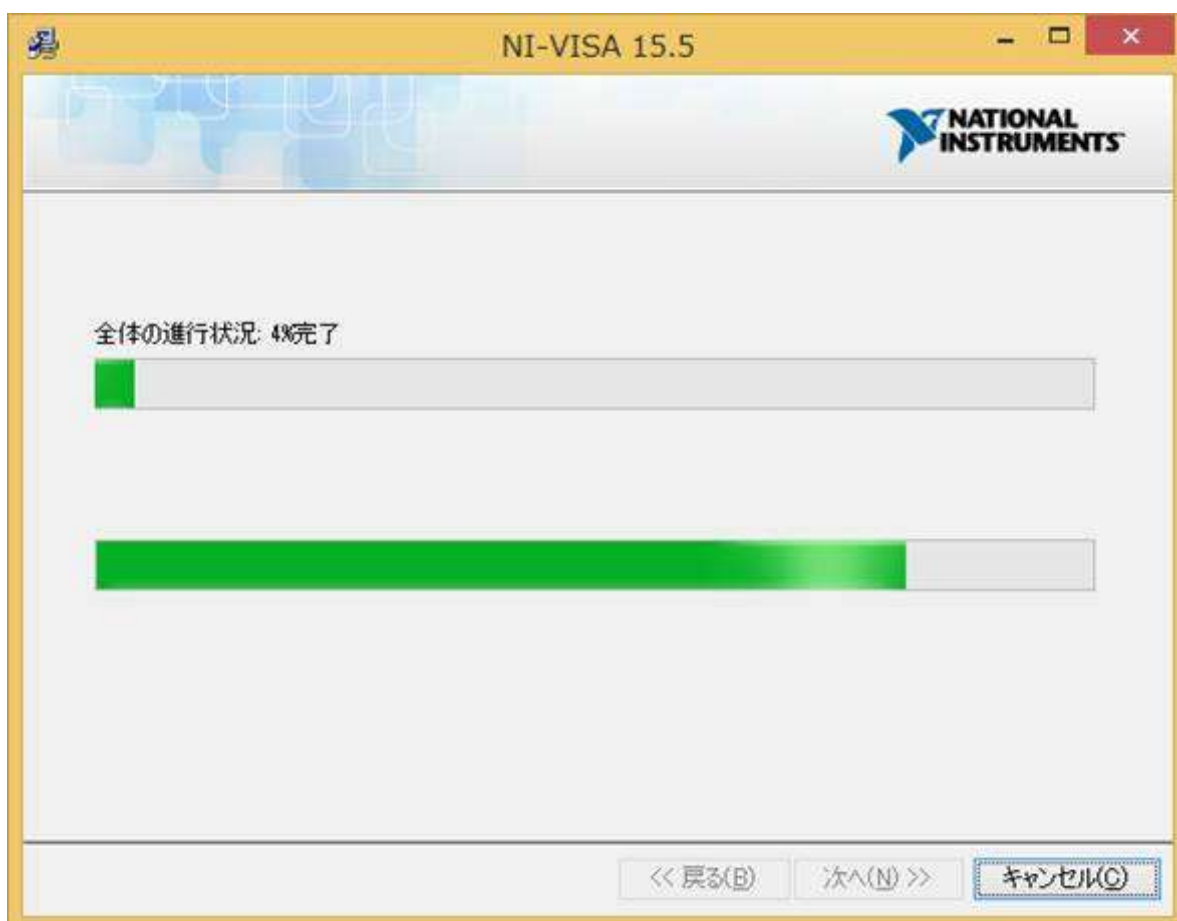 NI-VISA 15.5
NATIONAL
INSTRUMENTS™
全体の進行状況: 4%完了
<< 戻る(B)
次へ(N) >>
キャンセル(C)